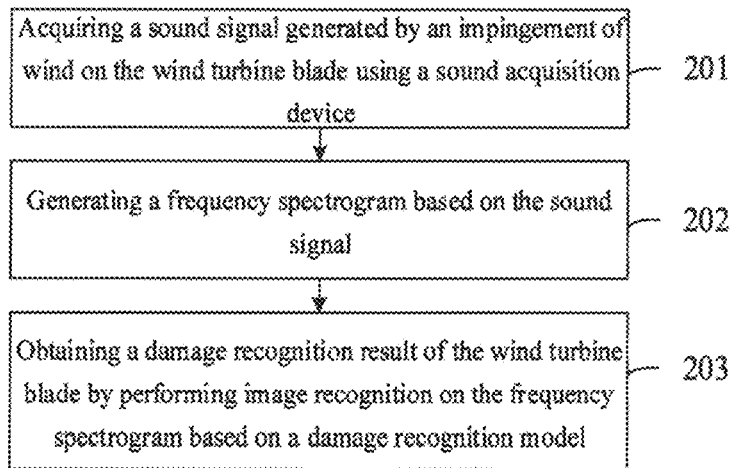 Acquiring a sound signal generated by an impingement of
wind on the wind turbine blade using a sound acquisition
device
201
Generating a frequency spectrogram based on the sound
signal
202
Obtaining a damage recognition result of the wind turbine
blade by performing image recognition on the frequency
spectrogram based on a damage recognition model
203